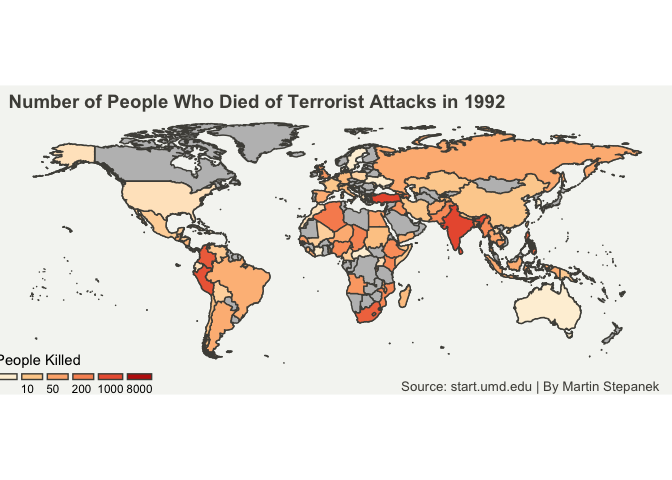 Number of People Who Died of Terrorist Attacks in 1992
People Killed
10 50 200 1000 8000
Source: start.umd.edu | By Martin Stepanek